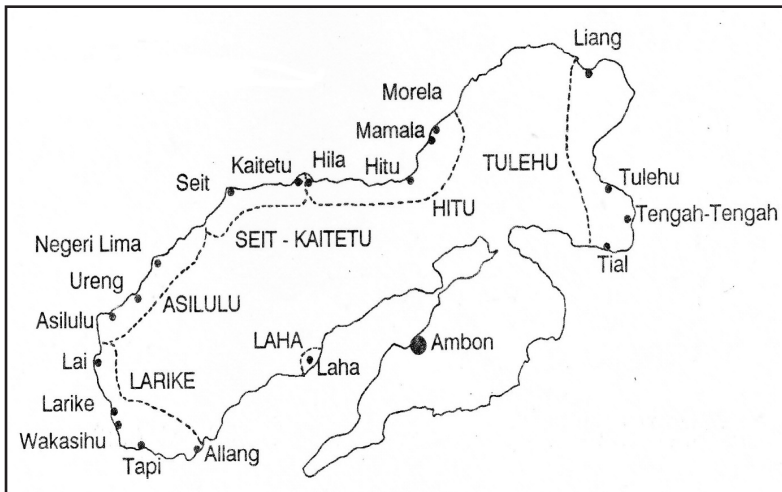 Liang
Morela
Mamala
Kaitetu Hila Hitu
TULEHU
Seit
Tulehu
HITU
Tengah-Tengah
SEIT - KAITETU
Negeri Lima
Tial
Ureng
ASILULU
Asilulu
LAHA
Ambon
Lai
Laha
LARIKE
Larike
Wakasihu
Allang
Tapi